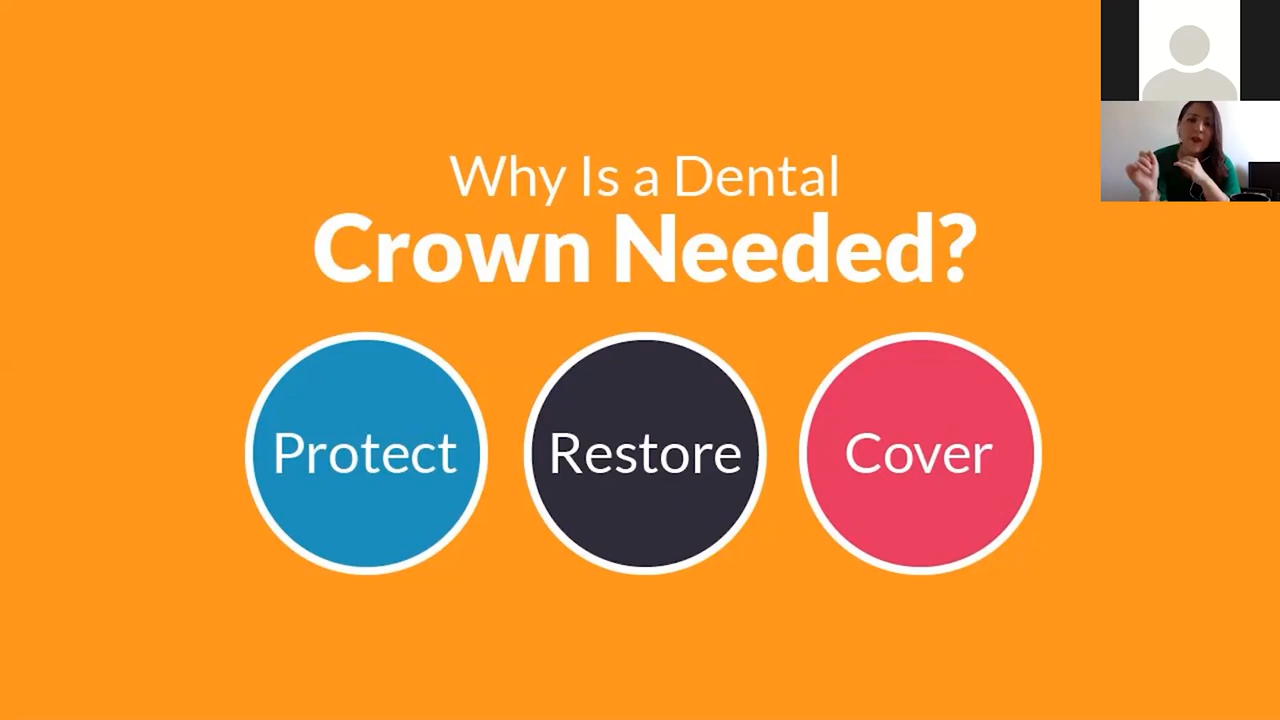 Why Is a Dental
Crown Needed?
Protect
Restore
Cover